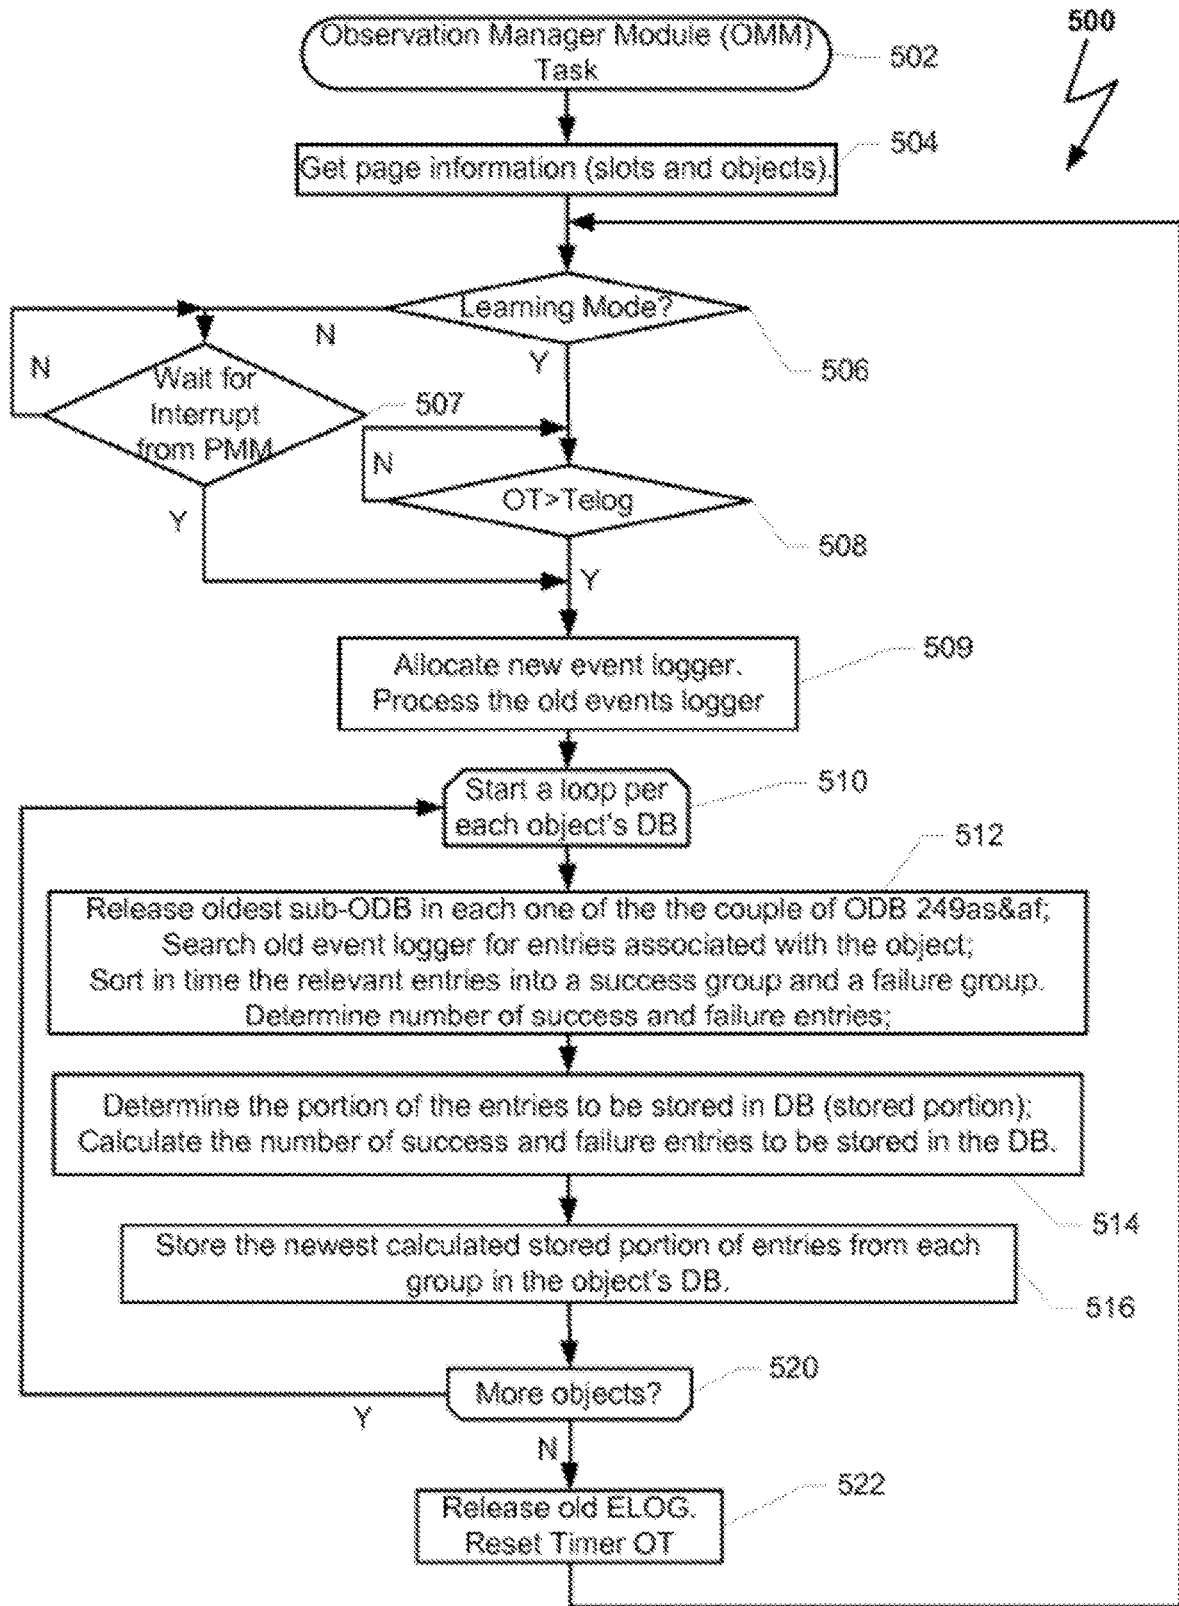 500
Observation Manager Module (OMM)
Task
502
Get page information (slots and objects).
504
Learning Mode?
506
N
Y
N
Wait for
Interrupt
from PMM
507
Y
N
OT>Telog
508
Y
Allocate new event logger.
Process the old events logger
509
Start a loop per
each object's DB
510
512
Release oldest sub-ODB in each one of the the couple of ODB 249as&af;
Search old event logger for entries associated with the object;
Sort in time the relevant entries into a success group and a failure group.
Determine number of success and failure entries;
Determine the portion of the entries to be stored in DB (stored portion);
Calculate the number of success and failure entries to be stored in the DB.
514
Store the newest calculated stored portion of entries from each
group in the object's DB.
516
More objects?
520
Y
N
Release old ELOG.
Reset Timer OT
522